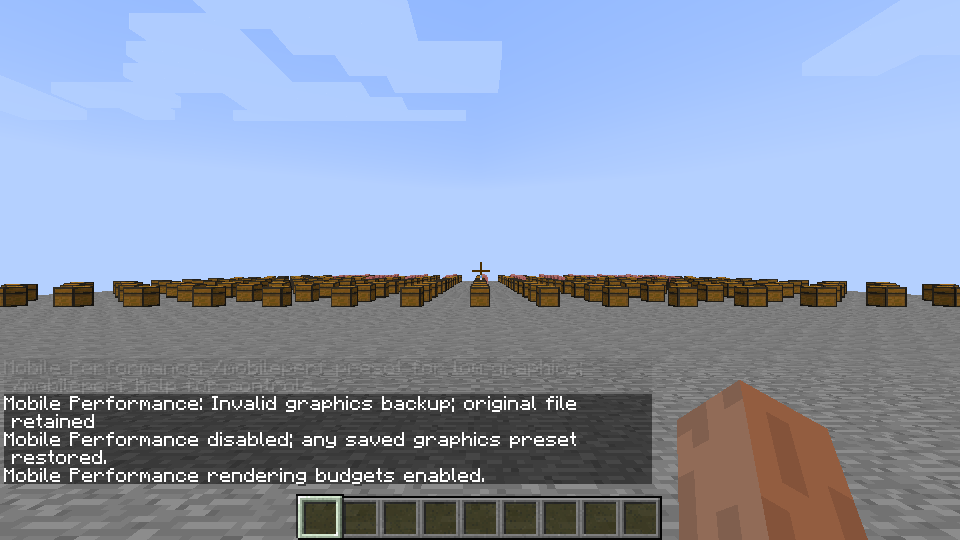 Mobile Performance: /mobileperf preset for low graphics;
/mobileperf help for controls.
Mobile Performance: Invalid graphics backup; original file
retained
Mobile Performance disabled; any saved graphics preset
restored.
Mobile Performance rendering budgets enabled.